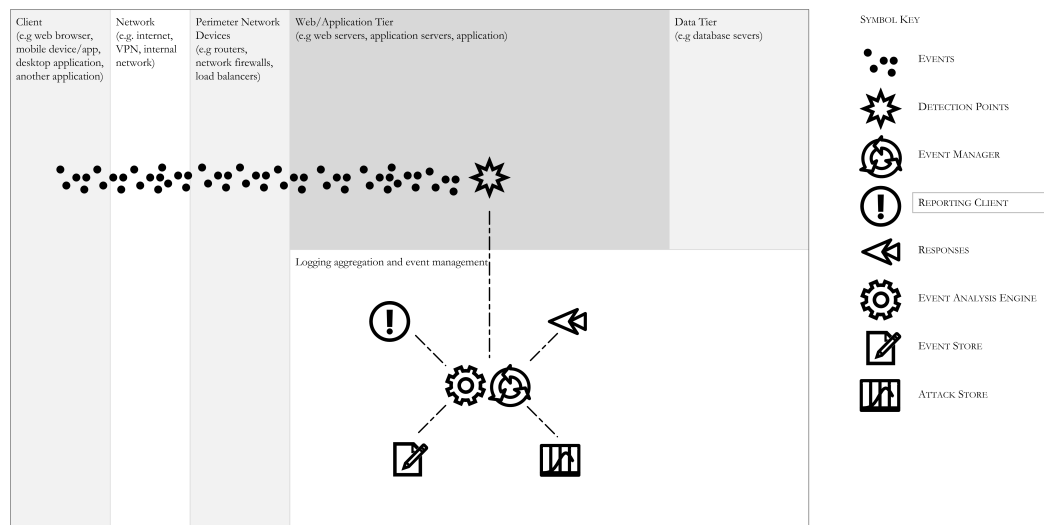 Client
(e.g web browser,
mobile device/app,
desktop application,
another application)
Network
(e.g. internet,
VPN, internal
network)
Perimeter Network
Devices
(e.g routers,
network firewalls,
load balancers)
Web/Application Tier
(e.g web servers, application servers, application)
Data Tier
(e.g database severs)
Logging aggregation and event management
SYMBOL KEY
EVENTS
DETECTION POINTS
EVENT MANAGER
REPORTING CLIENT
RESPONSES
EVENT ANALYSIS ENGINE
EVENT STORE
ATTACK STORE